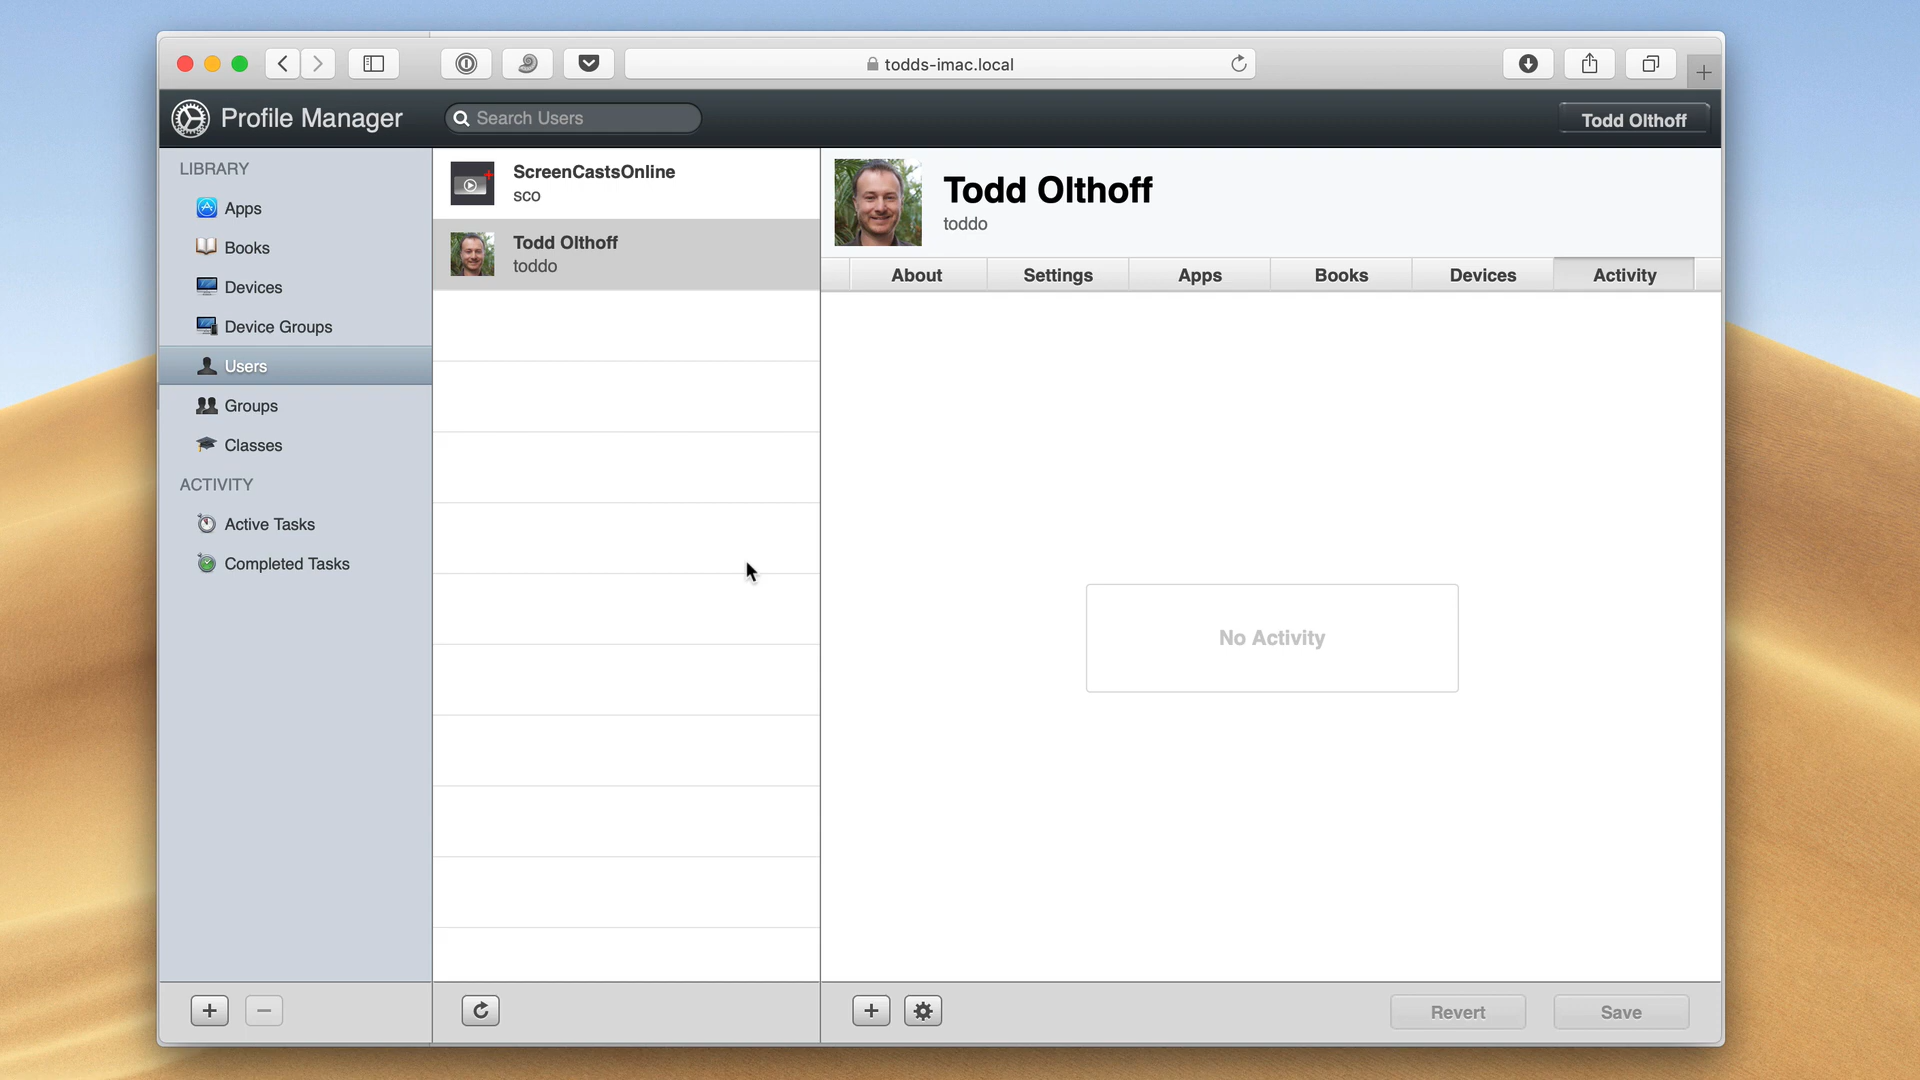 todds-imac.local
Profile Manager
Search Users
Todd Olthoff
LIBRARY
Apps
Books
Devices
Device Groups
Users
Groups
Classes
ACTIVITY
Active Tasks
Completed Tasks
ScreenCastsOnline
sco
Todd Olthoff
toddo
Todd Olthoff
toddo
About
Settings
Apps
Books
Devices
Activity
No Activity
Revert
Save